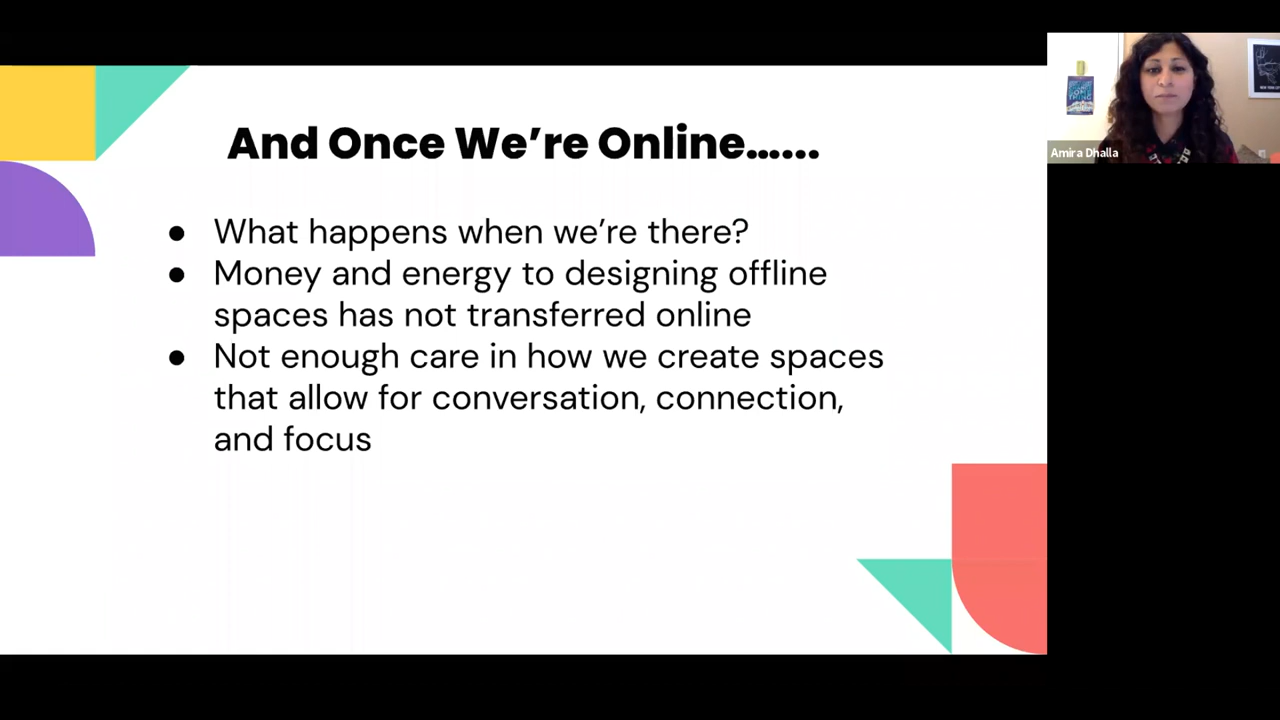 And Once We’re Online......
● What happens when we’re there?
● Money and energy to designing offline
spaces has not transferred online
● Not enough care in how we create spaces
that allow for conversation, connection,
and focus
Amira Dhalla